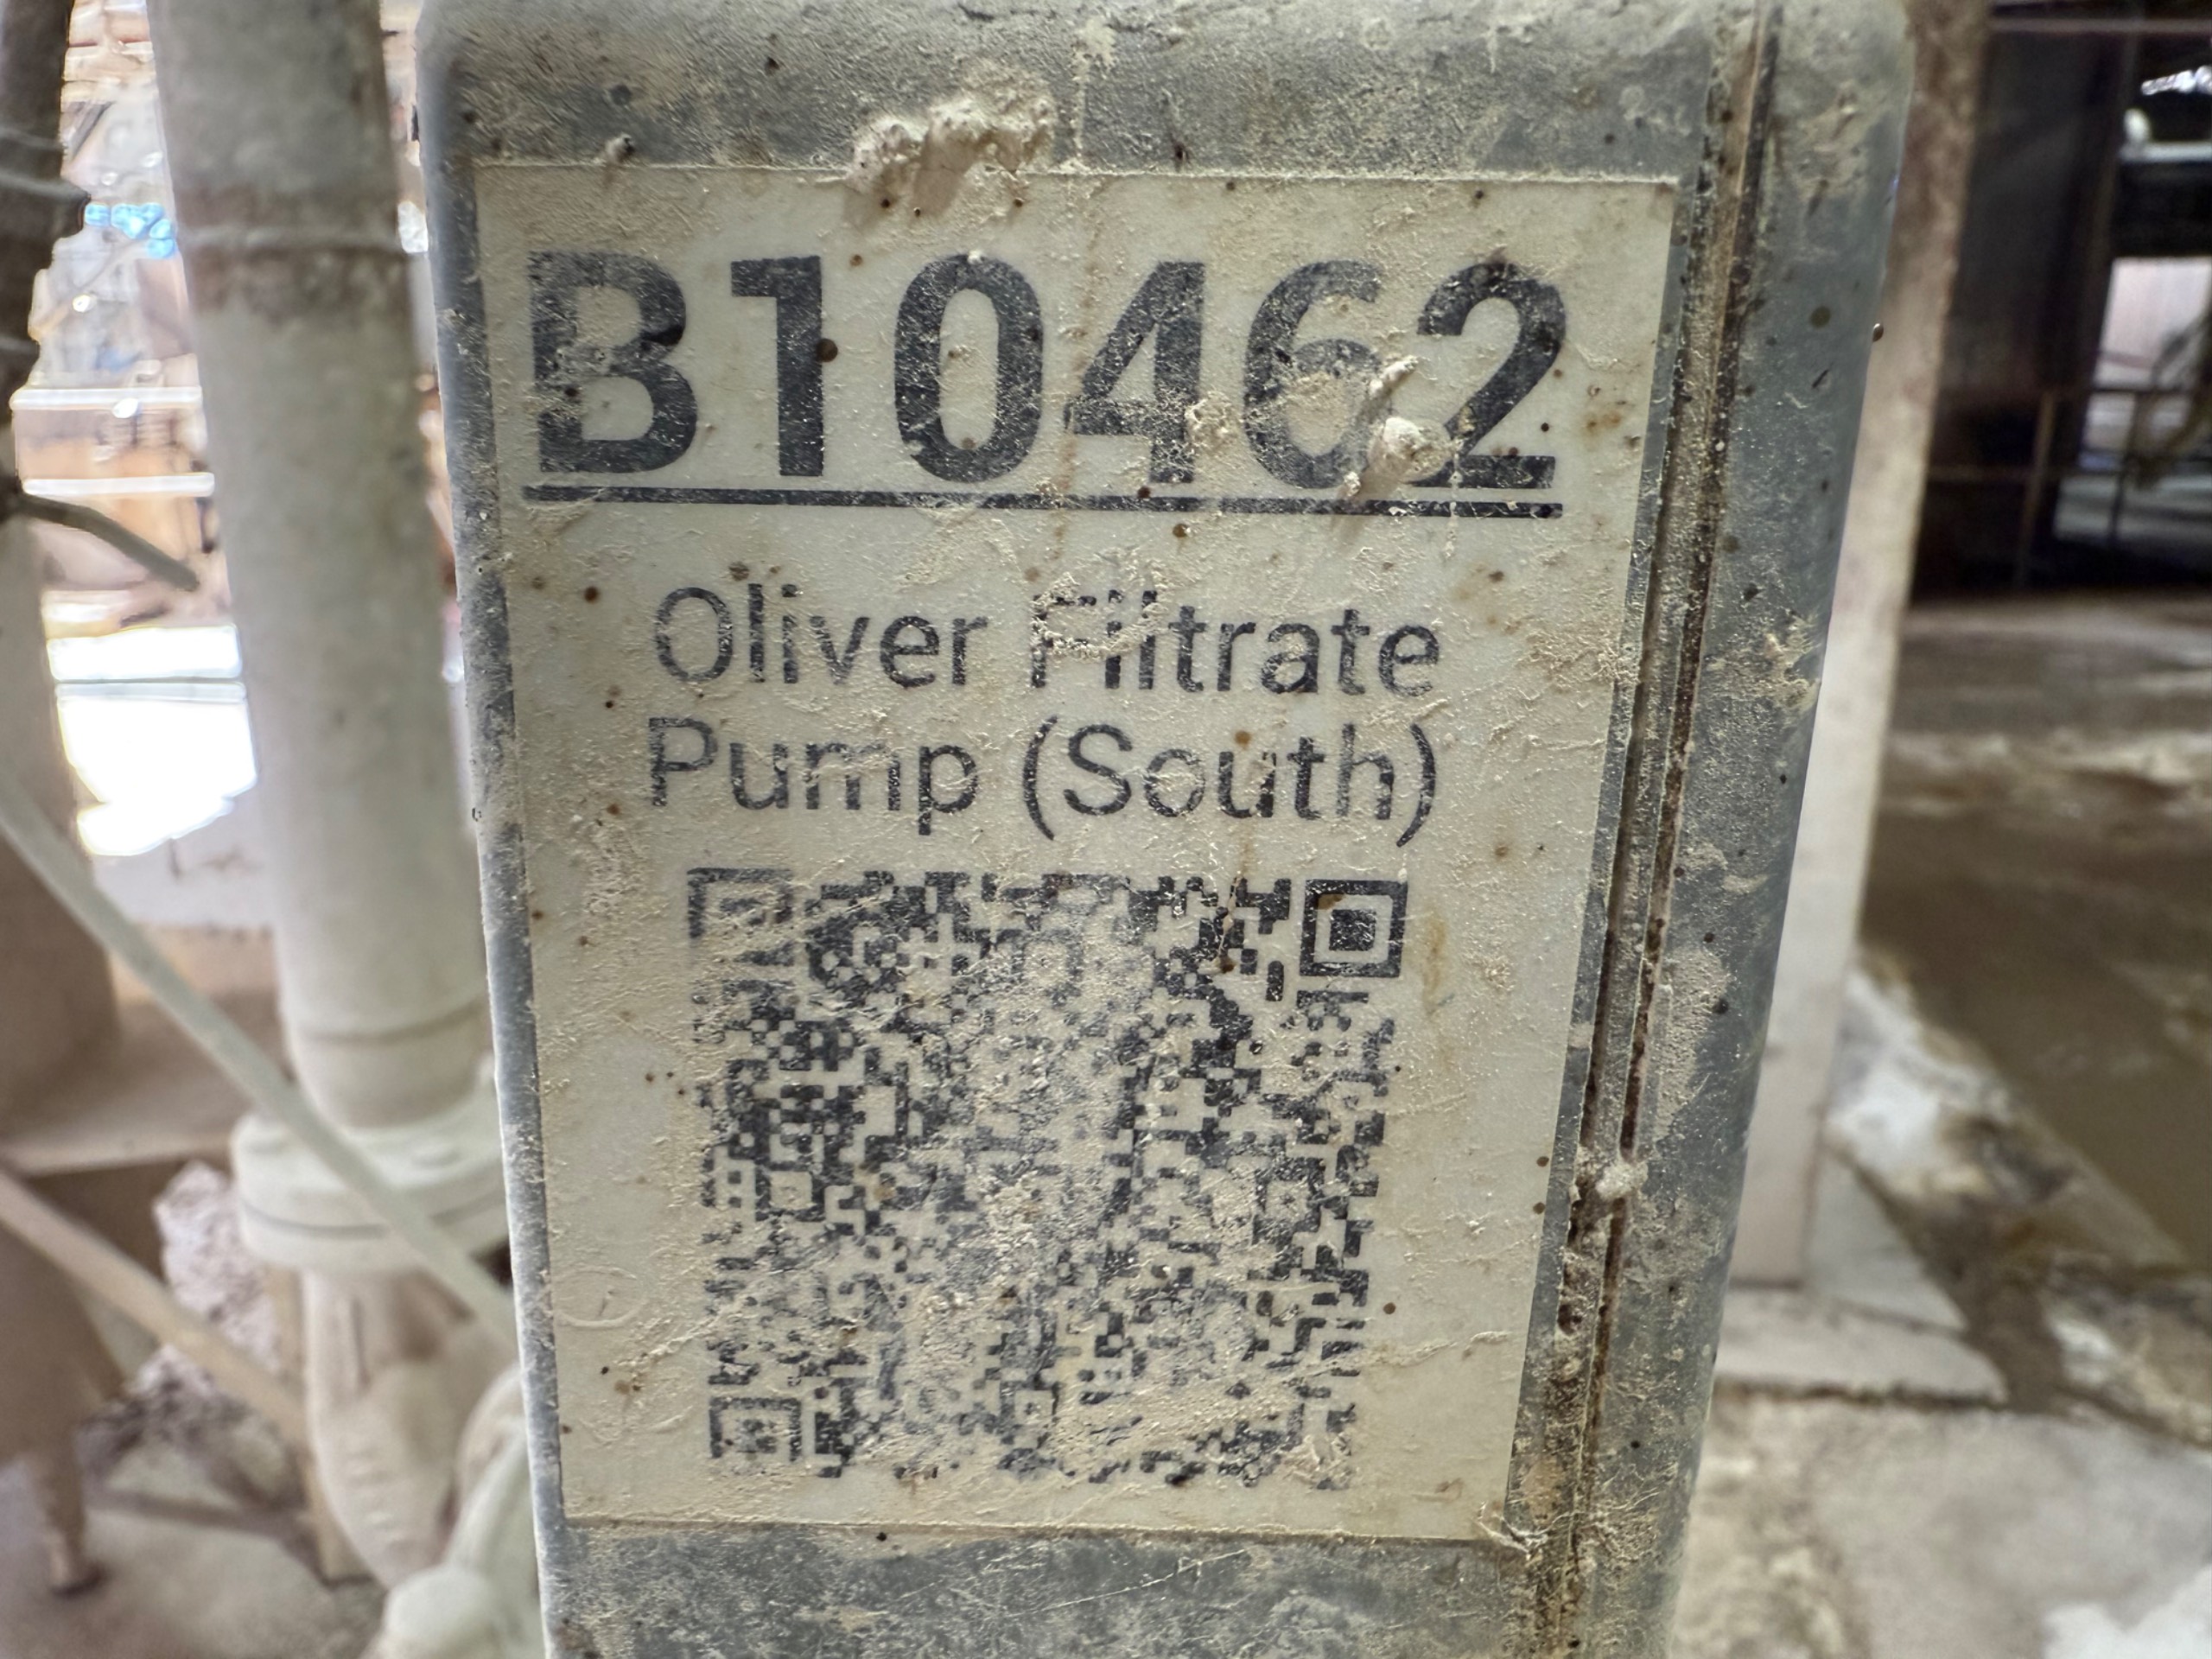 B10462
Oliver Filtrate
Pump (South)